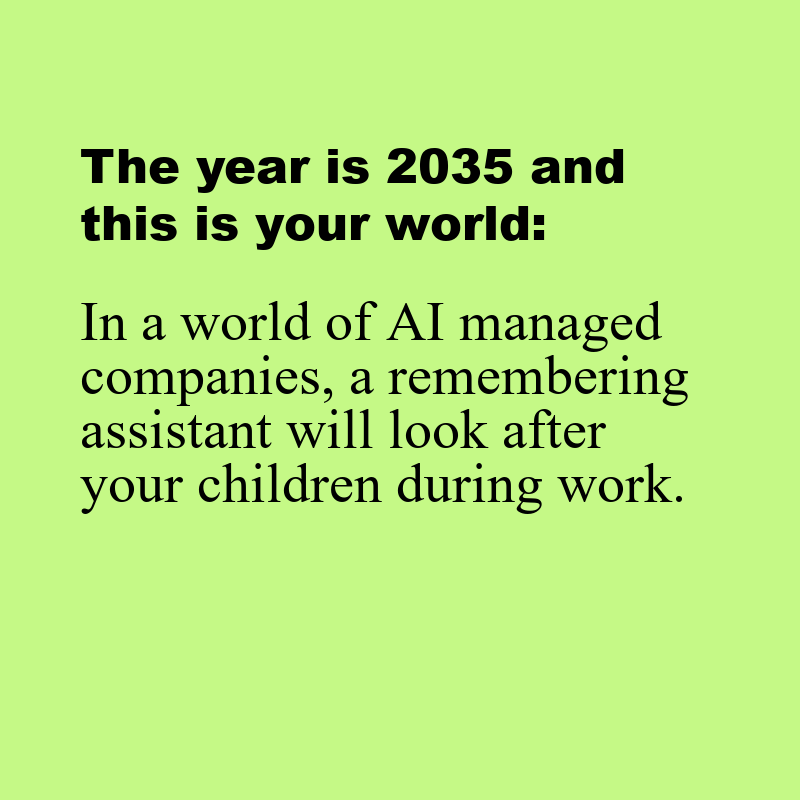 The year is 2035 and
this is your world:
In a world of AI managed
companies, a remembering
assistant will look after
your children during work.